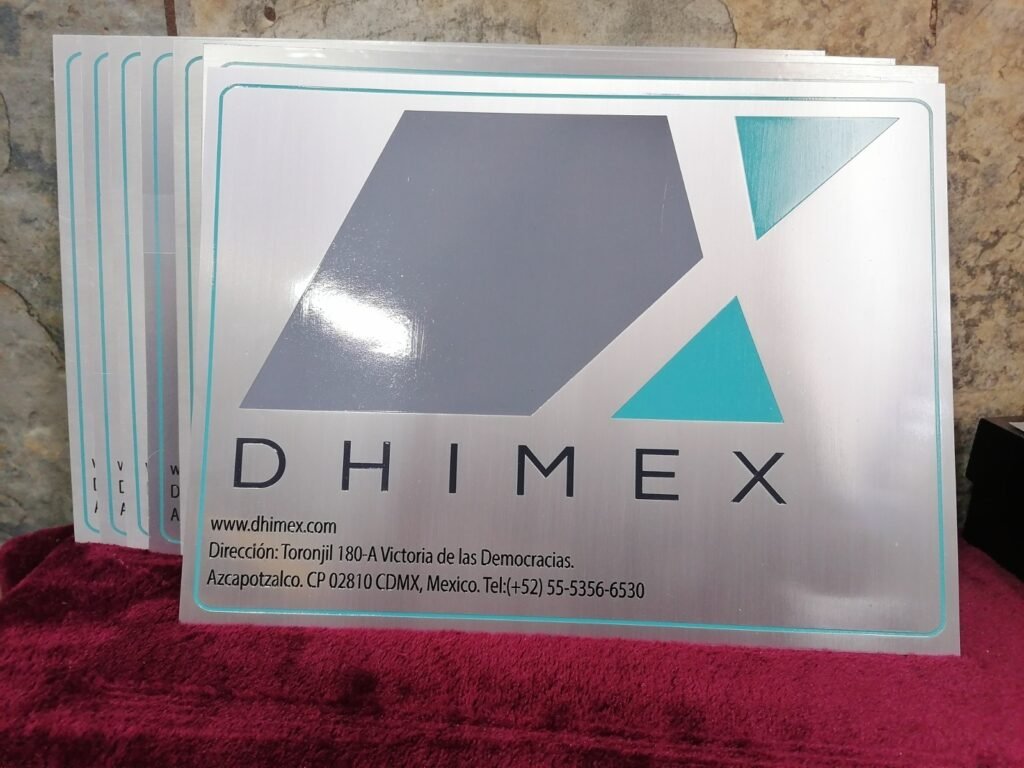 DHIMEX
www.dhimex.com
Dirección: Toronjil 180-A Victoria de las Democracias.
Azcapotzalco. CP 02810 CDMX, Mexico. Tel:(+52) 55-5356-6530